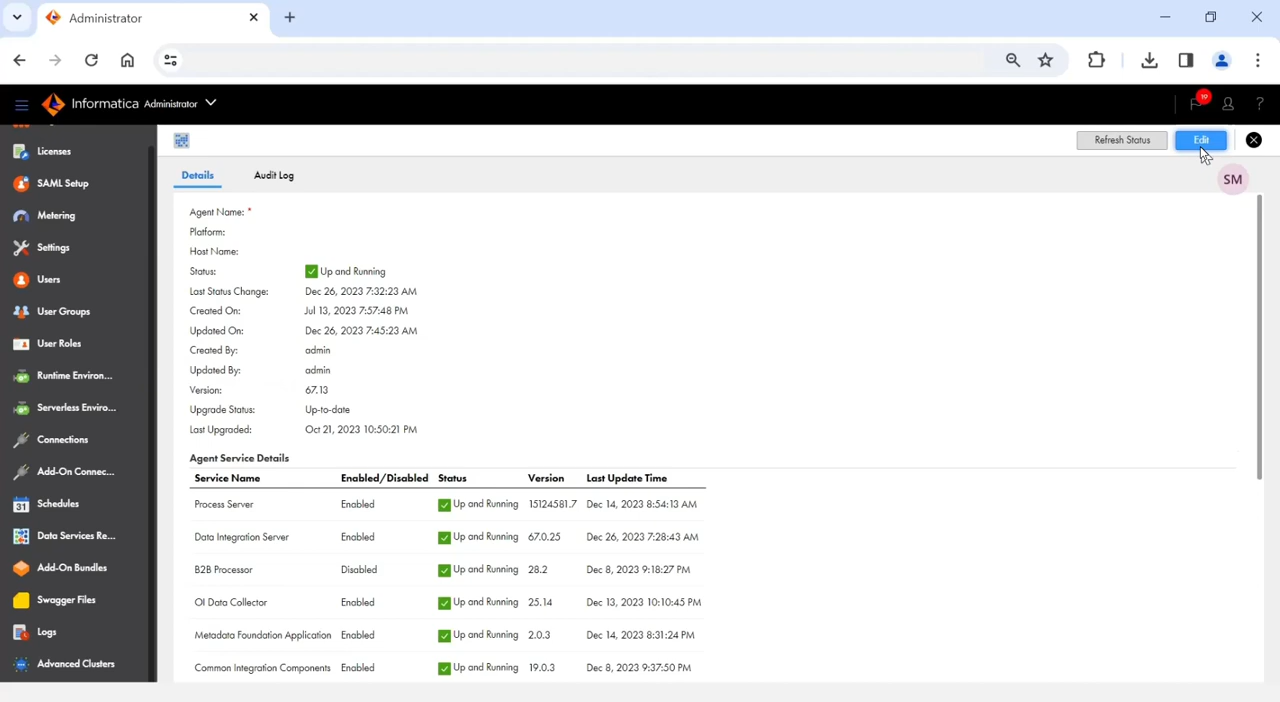 Administrator
Informatica Administrator
10
?
Licenses
SAML Setup
Metering
Settings
Users
User Groups
User Roles
Runtime Environ...
Serverless Enviro...
Connections
Add-On Connec...
31 Schedules
Data Services Re...
Add-On Bundles
Swagger Files
Logs
Advanced Clusters
Refresh Status
Edit
SM
Details
Audit Log
Agent Name: *
Platform:
Host Name:
Status: Up and Running
Last Status Change: Dec 26, 2023 7:32:23 AM
Created On: Jul 13, 2023 7:57:48 PM
Updated On: Dec 26, 2023 7:45:23 AM
Created By: admin
Updated By: admin
Version: 67.13
Upgrade Status: Up-to-date
Last Upgraded: Oct 21, 2023 10:50:21 PM
Agent Service Details
Service Name Enabled/Disabled Status Version Last Update Time
Process Server Enabled Up and Running 15124581.7 Dec 14, 2023 8:54:13 AM
Data Integration Server Enabled Up and Running 67.0.25 Dec 26, 2023 7:28:43 AM
B2B Processor Disabled Up and Running 28.2 Dec 8, 2023 9:18:27 PM
OI Data Collector Enabled Up and Running 25.14 Dec 13, 2023 10:10:45 PM
Metadata Foundation Application Enabled Up and Running 2.0.3 Dec 14, 2023 8:31:24 PM
Common Integration Components Enabled Up and Running 19.0.3 Dec 8, 2023 9:37:50 PM